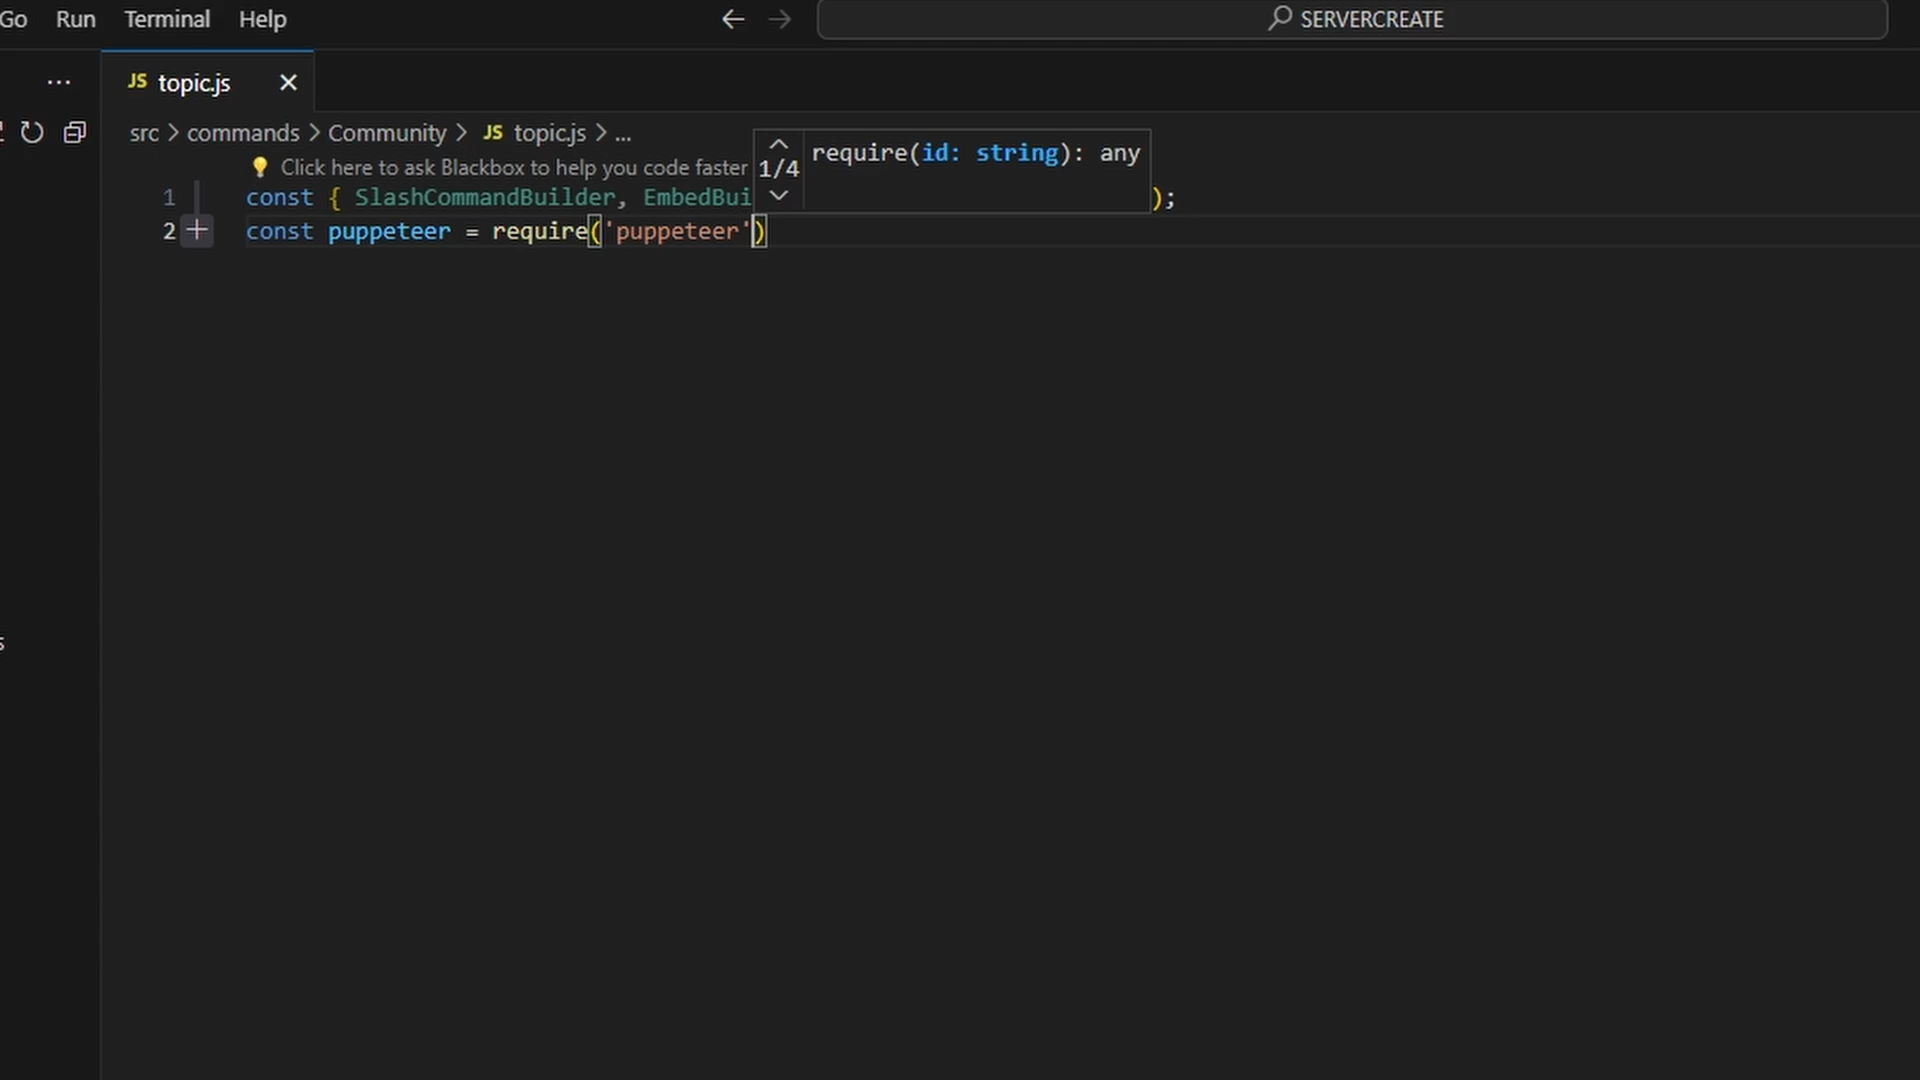 Go Run Terminal Help SERVERCREATE
··· JS topic.js
src > commands > Community > JS topic.js > ...
Click here to ask Blackbox to help you code faster
1/4 require(id: string): any
1 const { SlashCommandBuilder, EmbedBui );
2 const puppeteer = require('puppeteer')
s